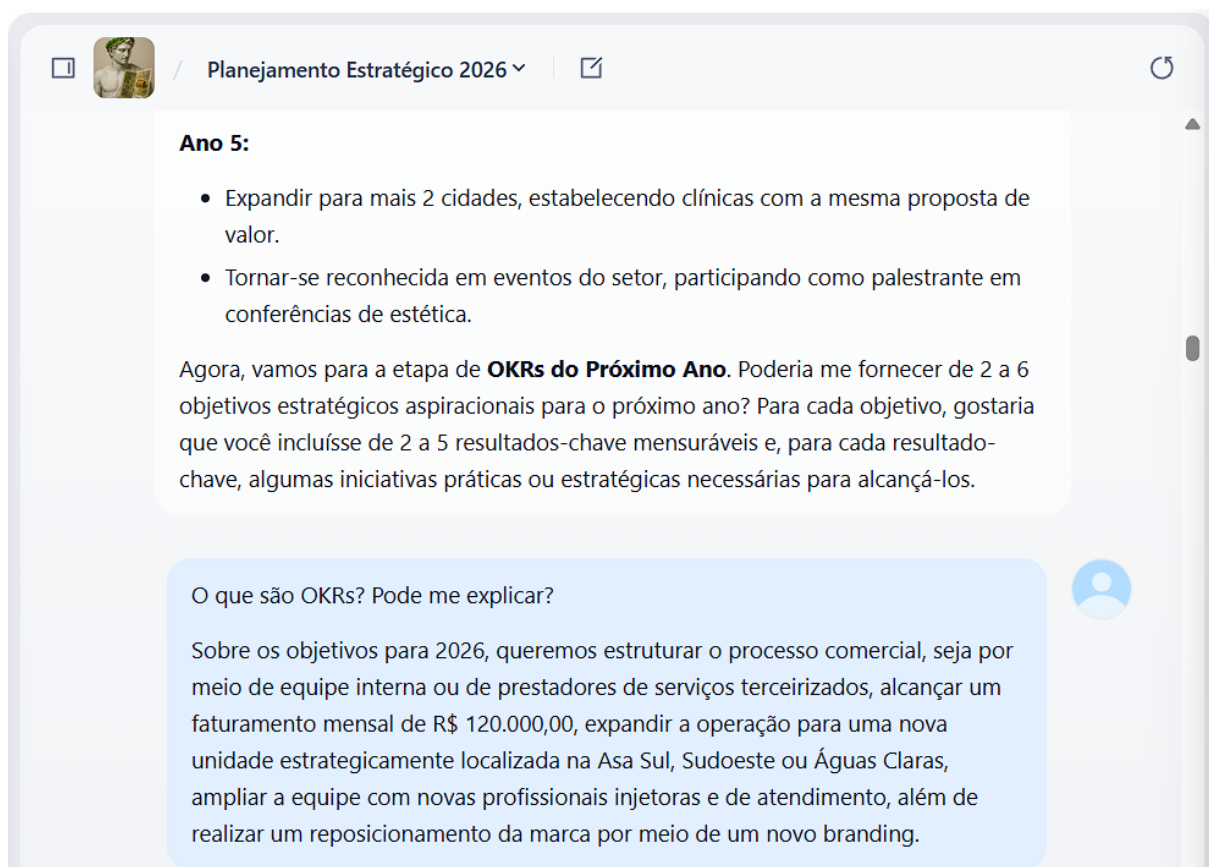 Planejamento Estratégico 2026
Ano 5:
Expandir para mais 2 cidades, estabelecendo clínicas com a mesma proposta de
valor.
Tornar-se reconhecida em eventos do setor, participando como palestrante em
conferências de estética.
Agora, vamos para a etapa de OKRs do Próximo Ano. Poderia me fornecer de 2 a 6
objetivos estratégicos aspiracionais para o próximo ano? Para cada objetivo, gostaria
que você incluísse de 2 a 5 resultados-chave mensuráveis e, para cada resultado-
chave, algumas iniciativas práticas ou estratégicas necessárias para alcançá-los.
O que são OKRs? Pode me explicar?
Sobre os objetivos para 2026, queremos estruturar o processo comercial, seja por
meio de equipe interna ou de prestadores de serviços terceirizados, alcançar um
faturamento mensal de R$ 120.000,00, expandir a operação para uma nova
unidade estrategicamente localizada na Asa Sul, Sudoeste ou Águas Claras,
ampliar a equipe com novas profissionais injetoras e de atendimento, além de
realizar um reposicionamento da marca por meio de um novo branding.